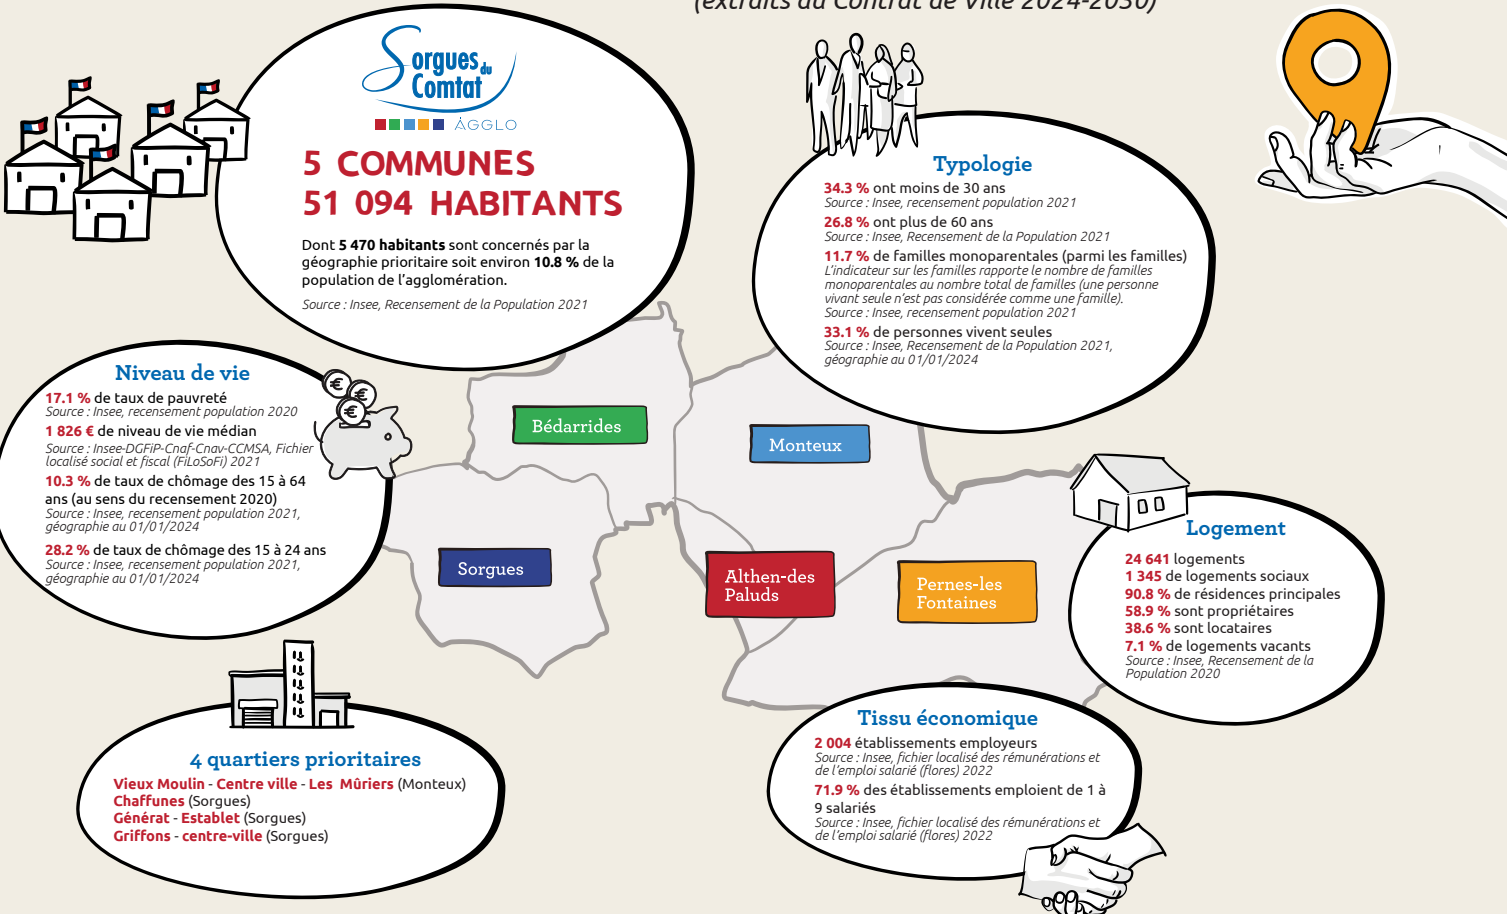 (extraits du Contrat de Ville 2024-2030)
Sorgues du
Comtat
AGGLO
5 COMMUNES
51 094 HABITANTS
Dont 5 470 habitants sont concernés par la
géographie prioritaire soit environ 10.8 % de la
population de l'agglomération.
Source : Insee, Recensement de la Population 2021
Typologie
34.3 % ont moins de 30 ans
Source : Insee, recensement population 2021
26.8 % ont plus de 60 ans
Source : Insee, Recensement de la Population 2021
11.7 % de familles monoparentales (parmi les familles)
L'indicateur sur les familles rapporte le nombre de familles
monoparentales au nombre total de familles (une personne
vivant seule n'est pas considérée comme une famille).
Source : Insee, recensement population 2021
33.1 % de personnes vivent seules
Source : Insee, Recensement de la Population 2021,
géographie au 01/01/2024
Niveau de vie
17.1 % de taux de pauvreté
Source : Insee, recensement population 2020
1 826 € de niveau de vie médian
Source : Insee-DGFiP-Cnaf-Cnav-CCMSA, Fichier
localisé social et fiscal (FiLoSoFi) 2021
10.3 % de taux de chômage des 15 à 64
ans (au sens du recensement 2020)
Source : Insee, recensement population 2021,
géographie au 01/01/2024
28.2 % de taux de chômage des 15 à 24 ans
Source : Insee, recensement population 2021,
géographie au 01/01/2024
€
€
€
Bédarrides
Monteux
Sorgues
Althen-des
Paluds
Pernes-les
Fontaines
Logement
24 641 logements
1 345 de logements sociaux
90.8 % de résidences principales
58.9 % sont propriétaires
38.6 % sont locataires
7.1 % de logements vacants
Source : Insee, Recensement de la
Population 2020
4 quartiers prioritaires
Vieux Moulin - Centre ville - Les Mûriers (Monteux)
Chaffunes (Sorgues)
Générat - Establet (Sorgues)
Griffons - centre-ville (Sorgues)
Tissu économique
2 004 établissements employeurs
Source : Insee, fichier localisé des rémunérations et
de l'emploi salarié (flores) 2022
71.9 % des établissements emploient de 1 à
9 salariés
Source : Insee, fichier localisé des rémunérations et
de l'emploi salarié (flores) 2022